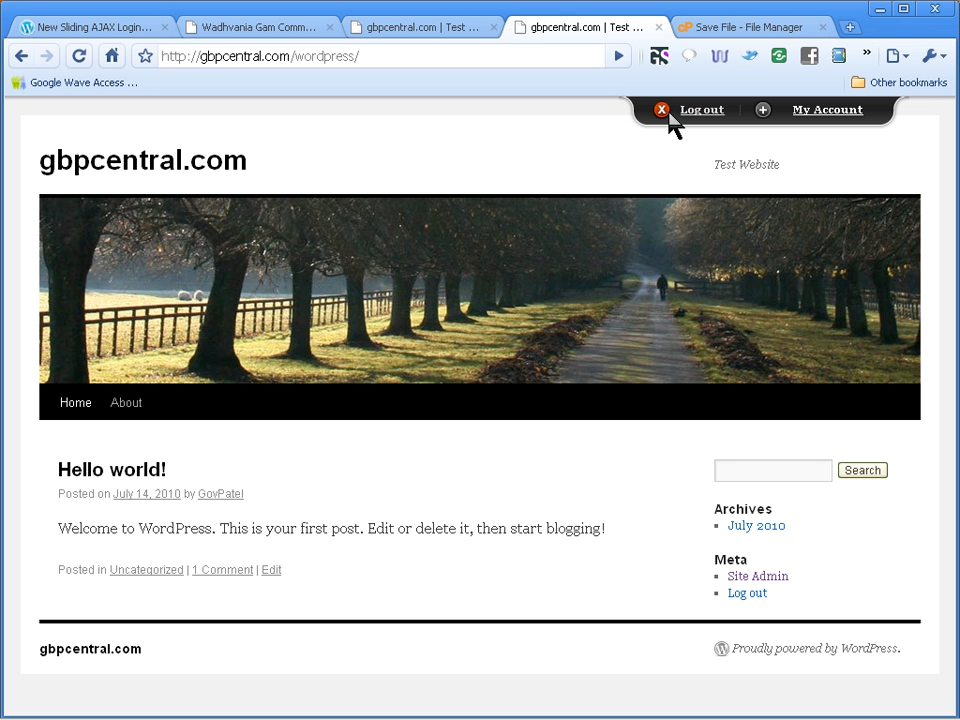 New Sliding AJAX Login...
Wadhvania Gam Comm...
gbpcentral.com | Test ...
gbpcentral.com | Test ...
cP Save File - File Manager
http://gbpcentral.com/wordpress/
Google Wave Access ...
Other bookmarks
Log out | My Account
gbpcentral.com
Test Website
Home About
Hello world!
Posted on July 14, 2010 by GovPatel
Welcome to WordPress. This is your first post. Edit or delete it, then start blogging!
Posted in Uncategorized | 1 Comment | Edit
Search
Archives
July 2010
Meta
Site Admin
Log out
gbpcentral.com
Proudly powered by WordPress.